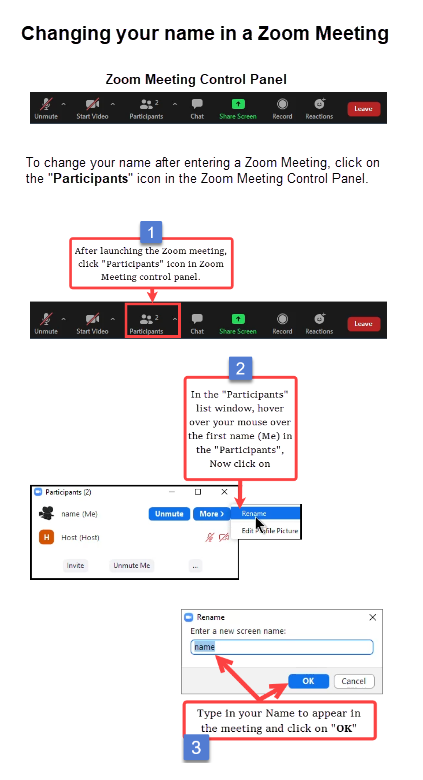 Changing your name in a Zoom Meeting
Zoom Meeting Control Panel
Unmute Start Video Participants 2 Chat Share Screen Record Reactions Leave
To change your name after entering a Zoom Meeting, click on
the "Participants" icon in the Zoom Meeting Control Panel.
1
After launching the Zoom meeting,
click "Participants" icon in Zoom
Meeting control panel.
Unmute Start Video Participants 2 Chat Share Screen Record Reactions Leave
2
In the "Participants"
list window, hover
over your mouse over
the first name (Me) in
the "Participants",
Now click on
Participants (2)
name (Me) Unmute More > Rename
Edit Profile Picture
H Host (Host)
Invite Unmute Me ...
Rename
Enter a new screen name:
name
OK Cancel
Type in your Name to appear in
the meeting and click on "OK"
3